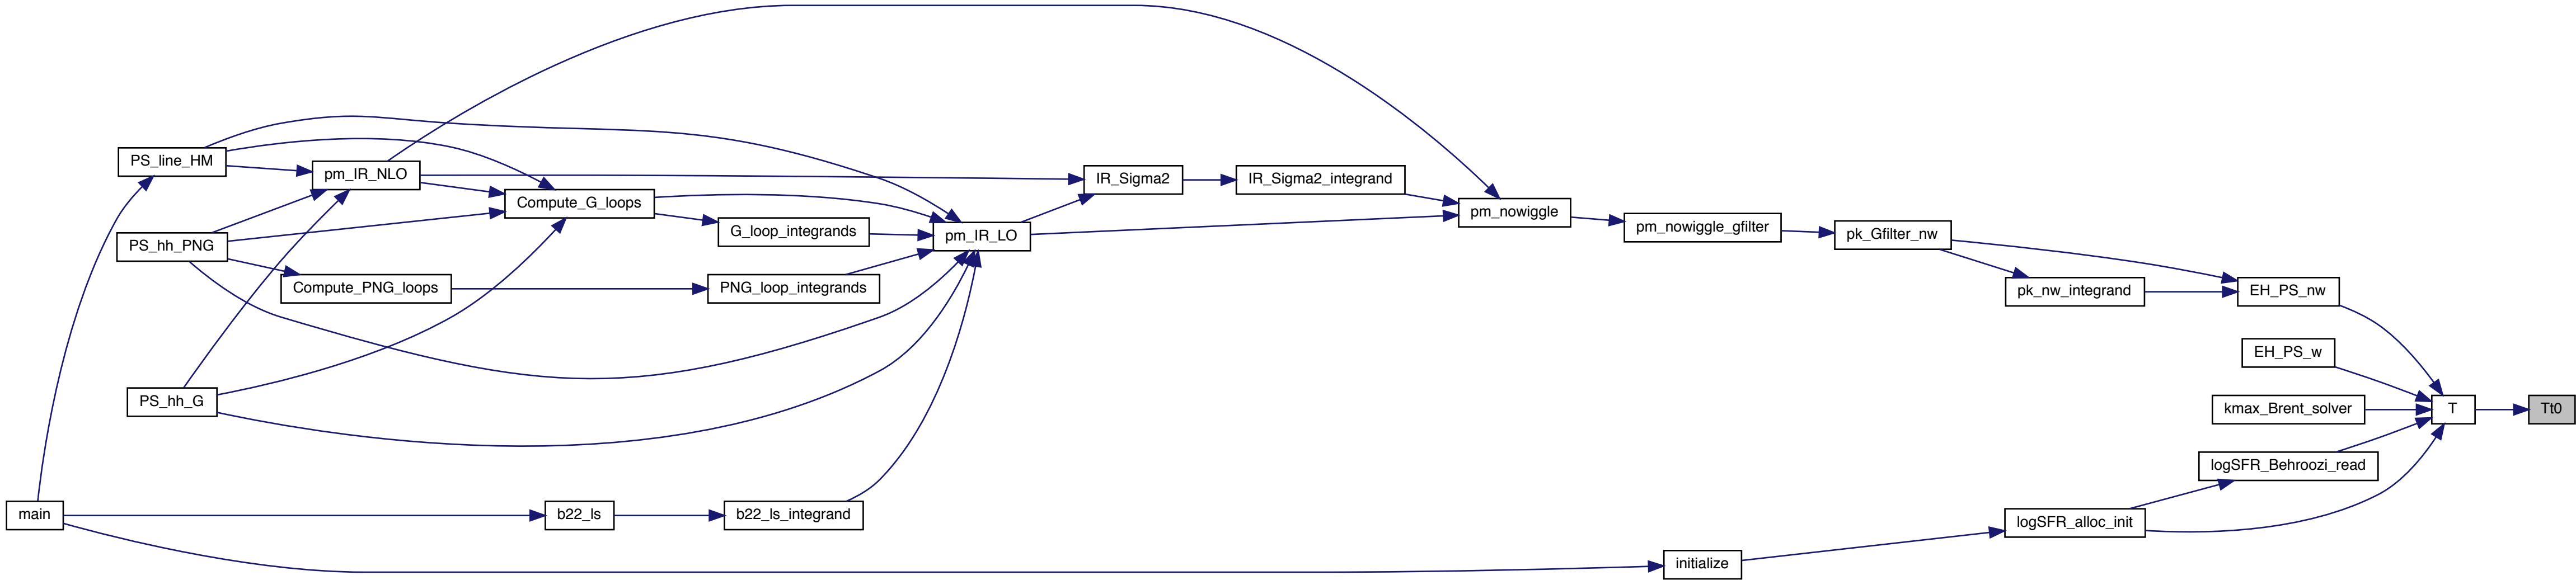 PS_line_HM
pm_IR_NLO
IR_Sigma2
IR_Sigma2_integrand
Compute_G_loops
pm_nowiggle
G_loop_integrands
pm_IR_LO
pm_nowiggle_gfilter
pk_Gfilter_nw
PS_hh_PNG
Compute_PNG_loops
PNG_loop_integrands
pk_nw_integrand
EH_PS_nw
EH_PS_w
PS_hh_G
kmax_Brent_solver
T
Tt0
logSFR_Behroozi_read
main
b22_ls
b22_ls_integrand
logSFR_alloc_init
initialize